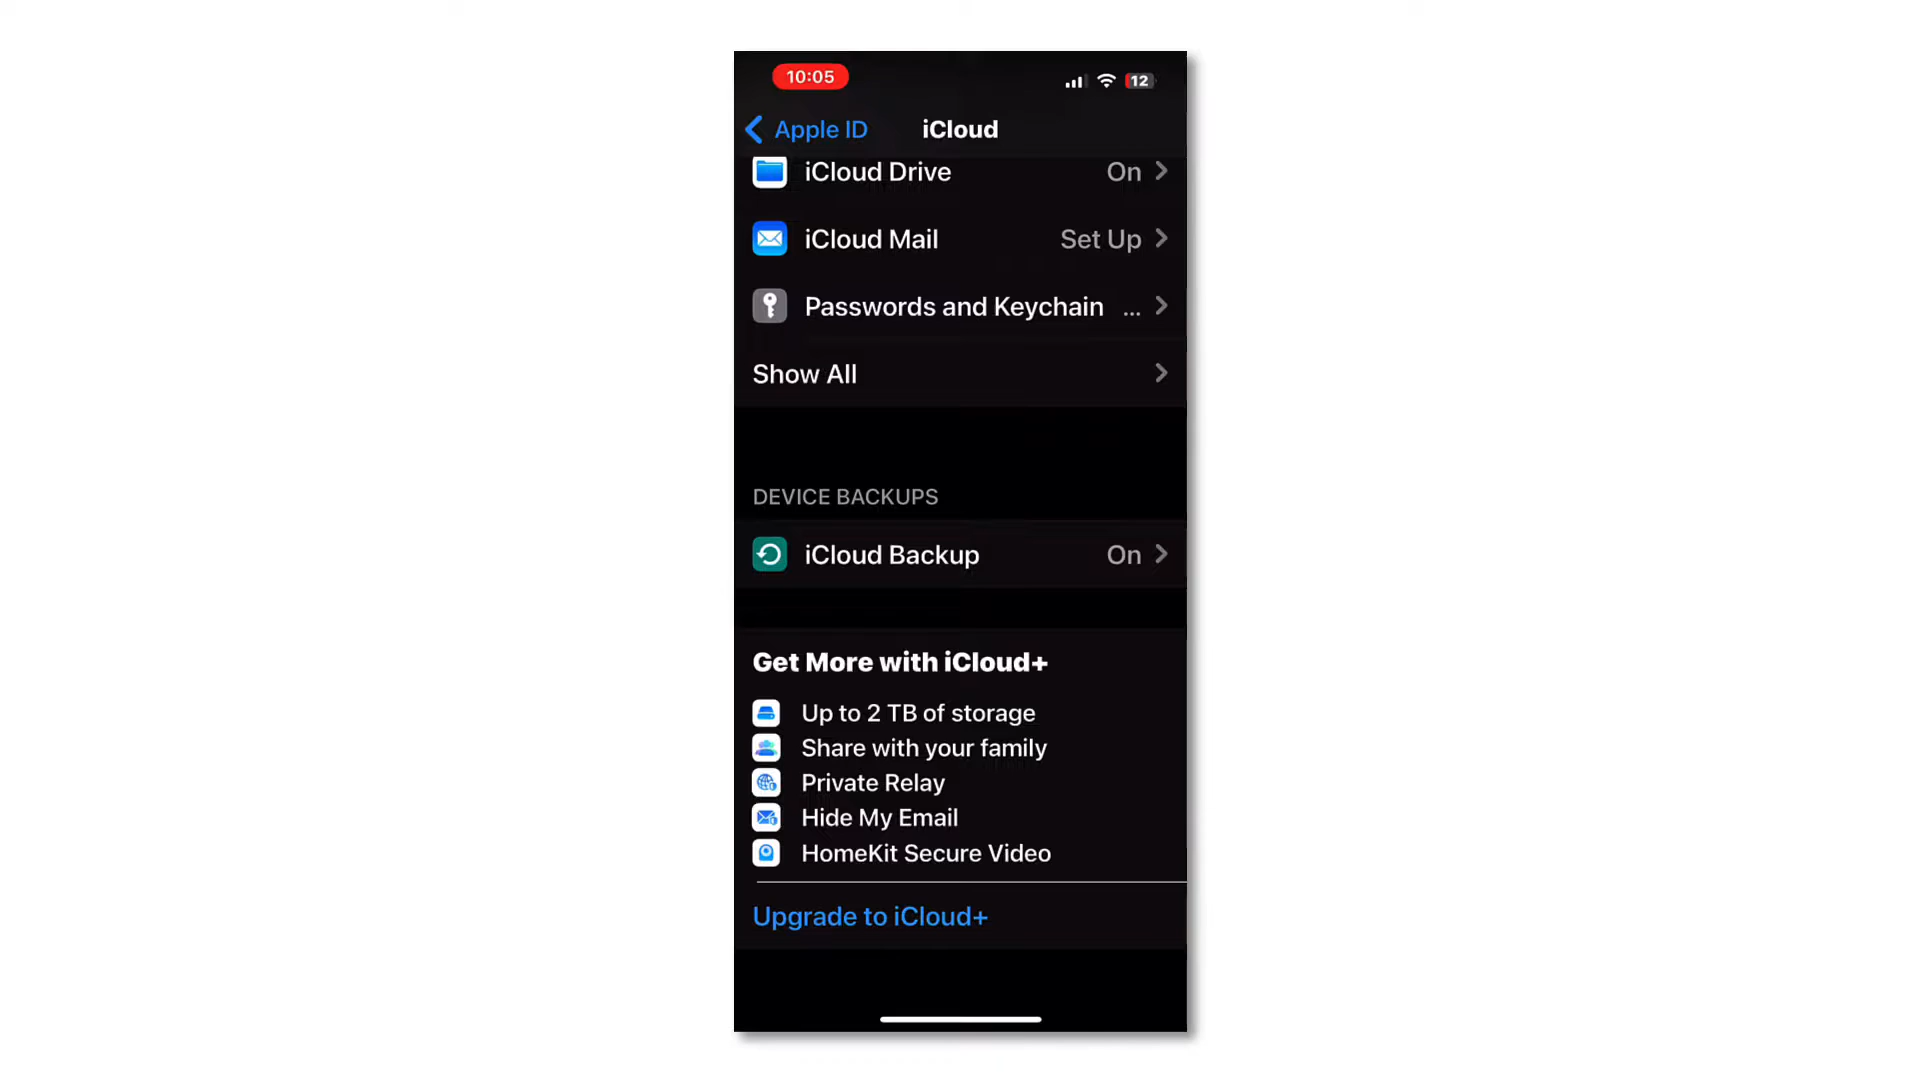 10:05
12
Apple ID
iCloud
iCloud Drive On
iCloud Mail Set Up
Passwords and Keychain ...
Show All
DEVICE BACKUPS
iCloud Backup On
Get More with iCloud+
Up to 2 TB of storage
Share with your family
Private Relay
Hide My Email
HomeKit Secure Video
Upgrade to iCloud+